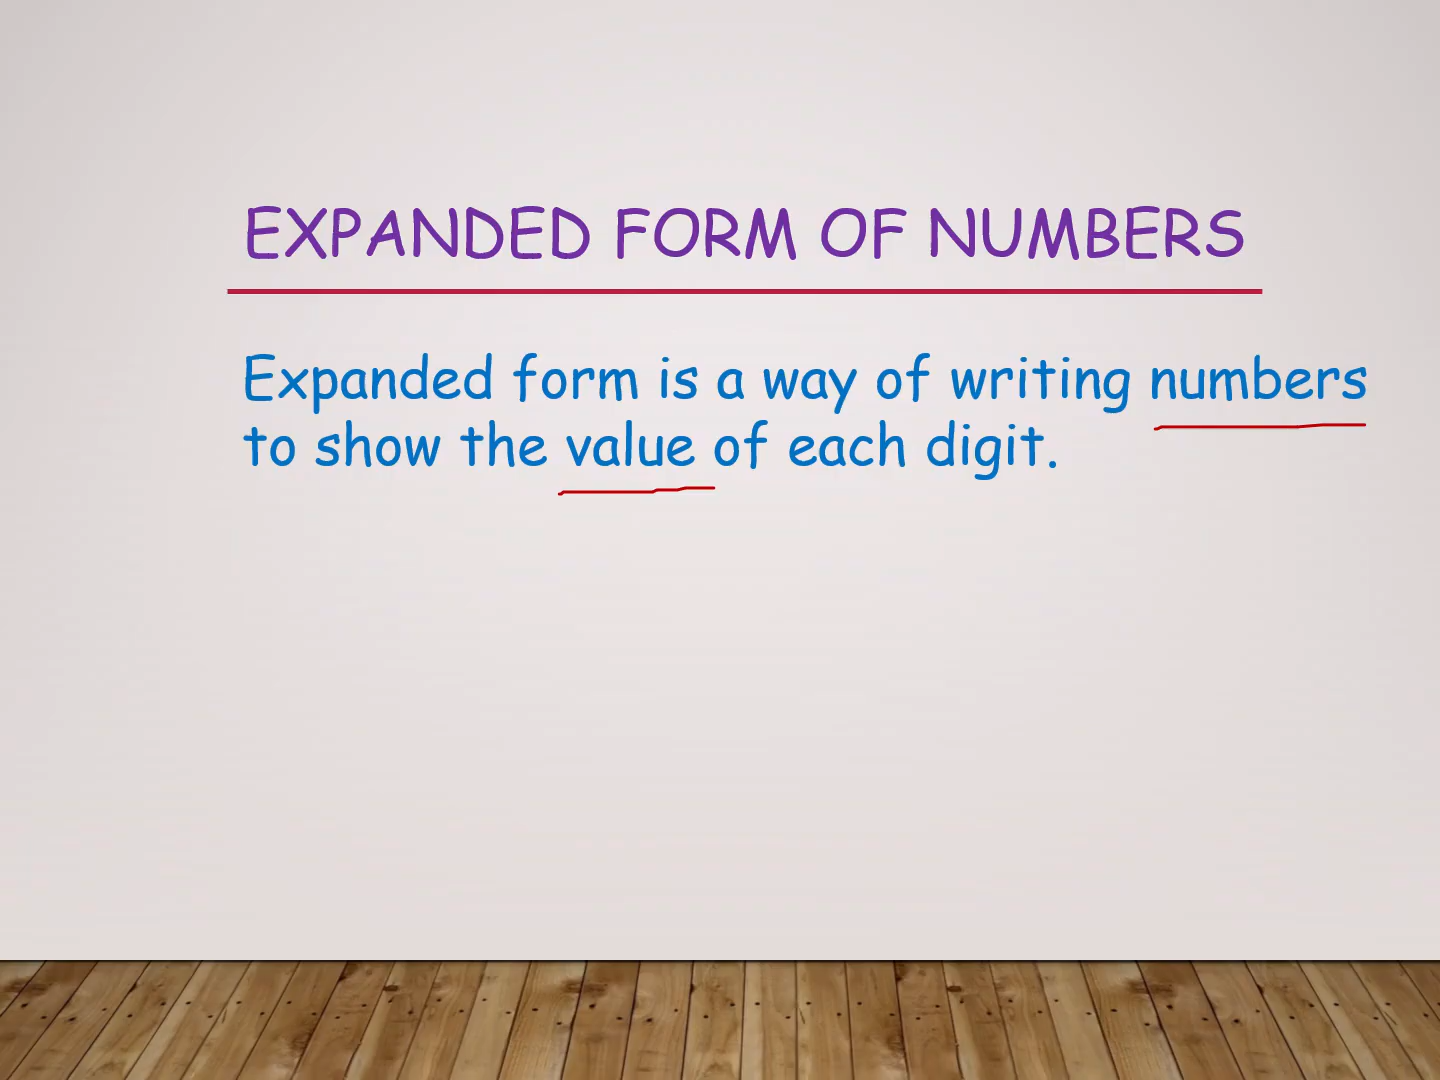 EXPANDED FORM OF NUMBERS
Expanded form is a way of writing numbers
to show the value of each digit.